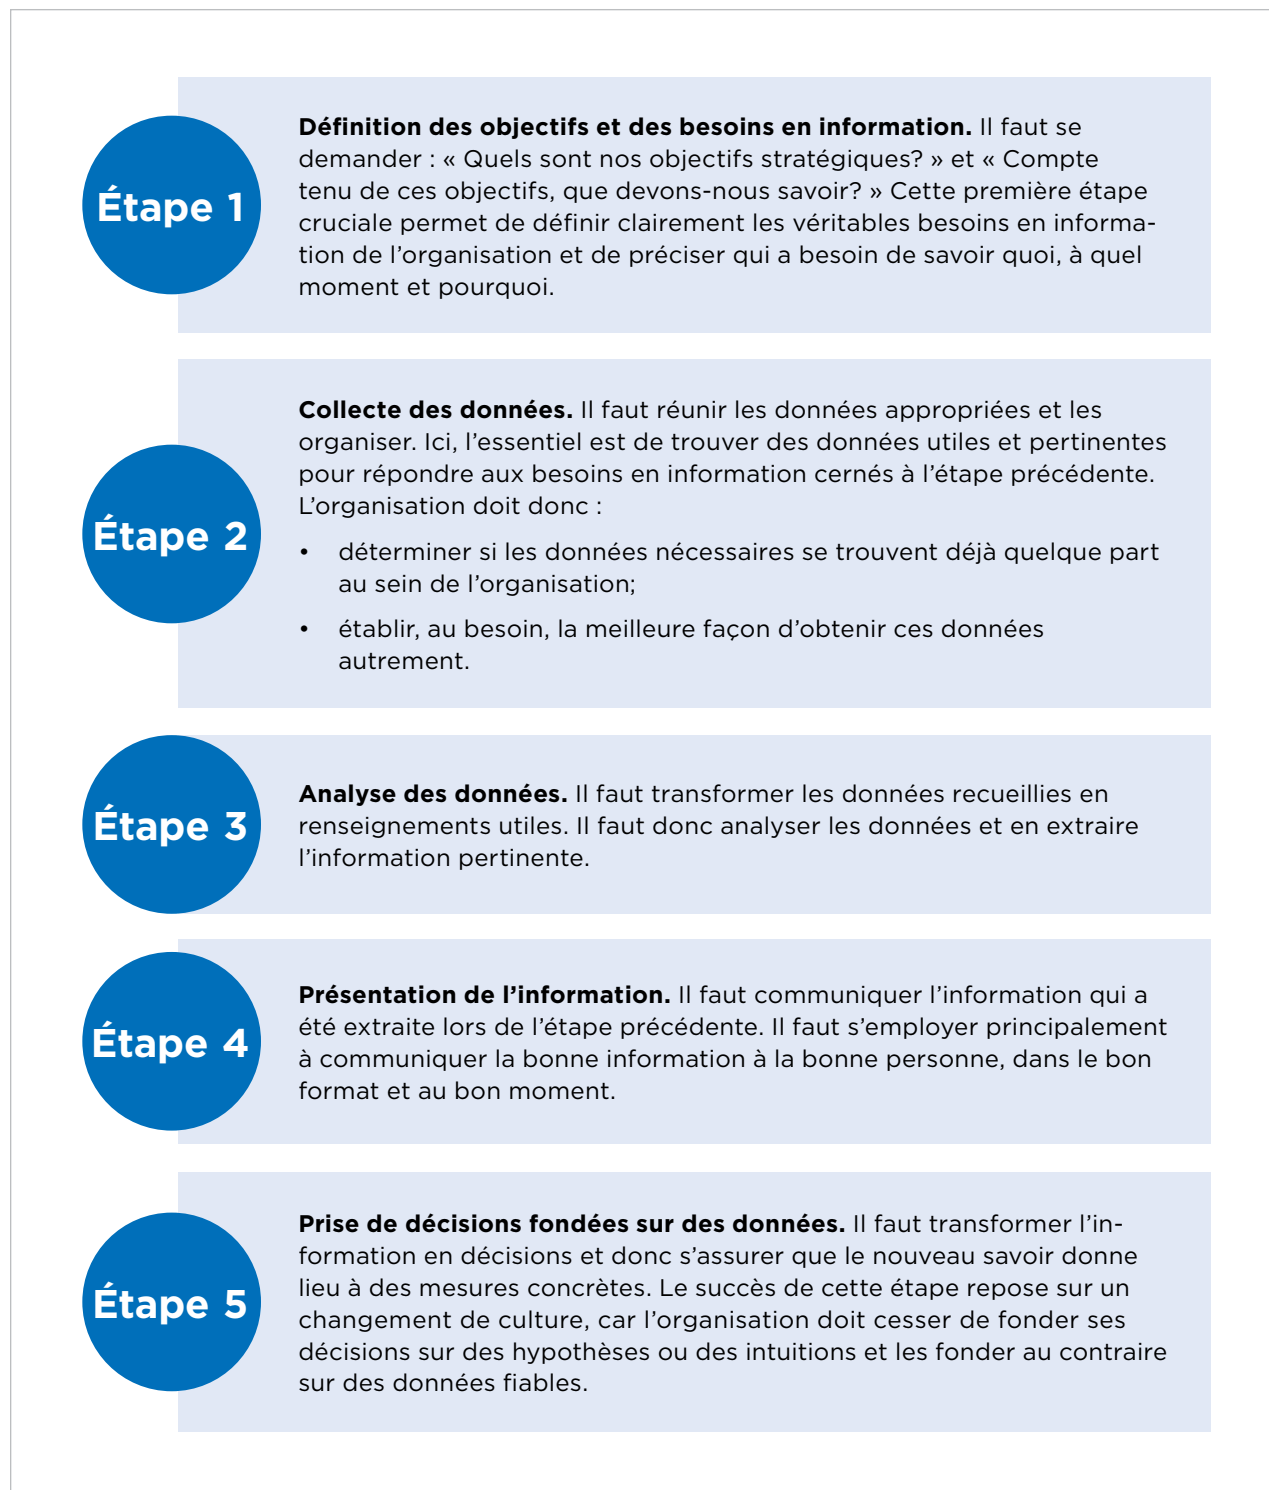 Étape 1
Définition des objectifs et des besoins en information. Il faut se
demander : « Quels sont nos objectifs stratégiques? » et « Compte
tenu de ces objectifs, que devons-nous savoir? » Cette première étape
cruciale permet de définir clairement les véritables besoins en informa-
tion de l’organisation et de préciser qui a besoin de savoir quoi, à quel
moment et pourquoi.
Étape 2
Collecte des données. Il faut réunir les données appropriées et les
organiser. Ici, l’essentiel est de trouver des données utiles et pertinentes
pour répondre aux besoins en information cernés à l’étape précédente.
L’organisation doit donc :
• déterminer si les données nécessaires se trouvent déjà quelque part
au sein de l’organisation;
• établir, au besoin, la meilleure façon d’obtenir ces données
autrement.
Étape 3
Analyse des données. Il faut transformer les données recueillies en
renseignements utiles. Il faut donc analyser les données et en extraire
l’information pertinente.
Étape 4
Présentation de l’information. Il faut communiquer l’information qui a
été extraite lors de l’étape précédente. Il faut s’employer principalement
à communiquer la bonne information à la bonne personne, dans le bon
format et au bon moment.
Étape 5
Prise de décisions fondées sur des données. Il faut transformer l’in-
formation en décisions et donc s’assurer que le nouveau savoir donne
lieu à des mesures concrètes. Le succès de cette étape repose sur un
changement de culture, car l’organisation doit cesser de fonder ses
décisions sur des hypothèses ou des intuitions et les fonder au contraire
sur des données fiables.